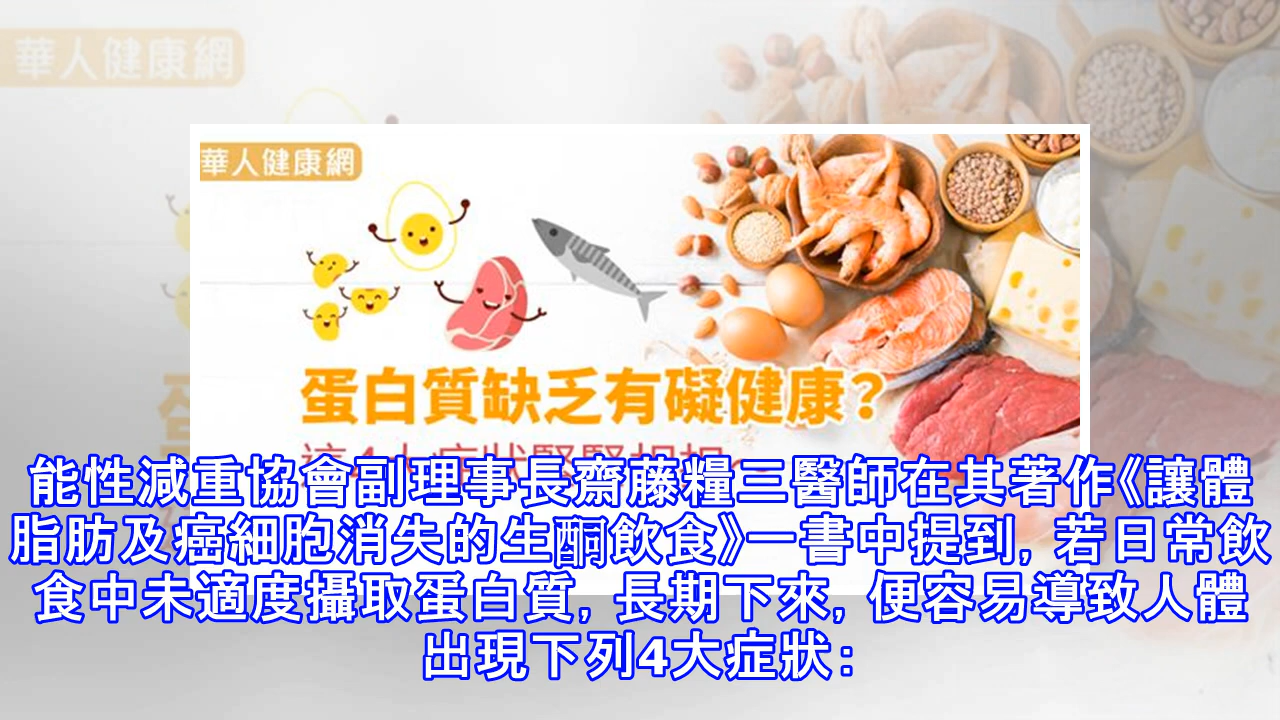 華人健康網
華人健康網
蛋白質缺乏有礙健康?
能性減重協會副理事長齋藤糧三醫師在其著作《讓體
脂肪及癌細胞消失的生酮飲食》一書中提到, 若日常飲
食中未適度攝取蛋白質, 長期下來, 便容易導致人體
出現下列4大症狀: